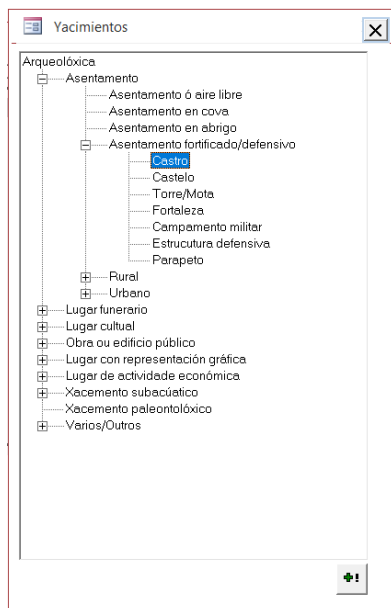 Yacimientos
Arqueolóxica
Asentamento
Asentamento ó aire libre
Asentamento en cova
Asentamento en abrigo
Asentamento fortificado/defensivo
Castro
Castelo
Torre/Mota
Fortaleza
Campamento militar
Estrucutura defensiva
Parapeto
Rural
Urbano
Lugar funerario
Lugar cultual
Obra ou edificio público
Lugar con representación gráfica
Lugar de actividade económica
Xacemento subacúatico
Xacemento paleontolóxico
Varios/Outros